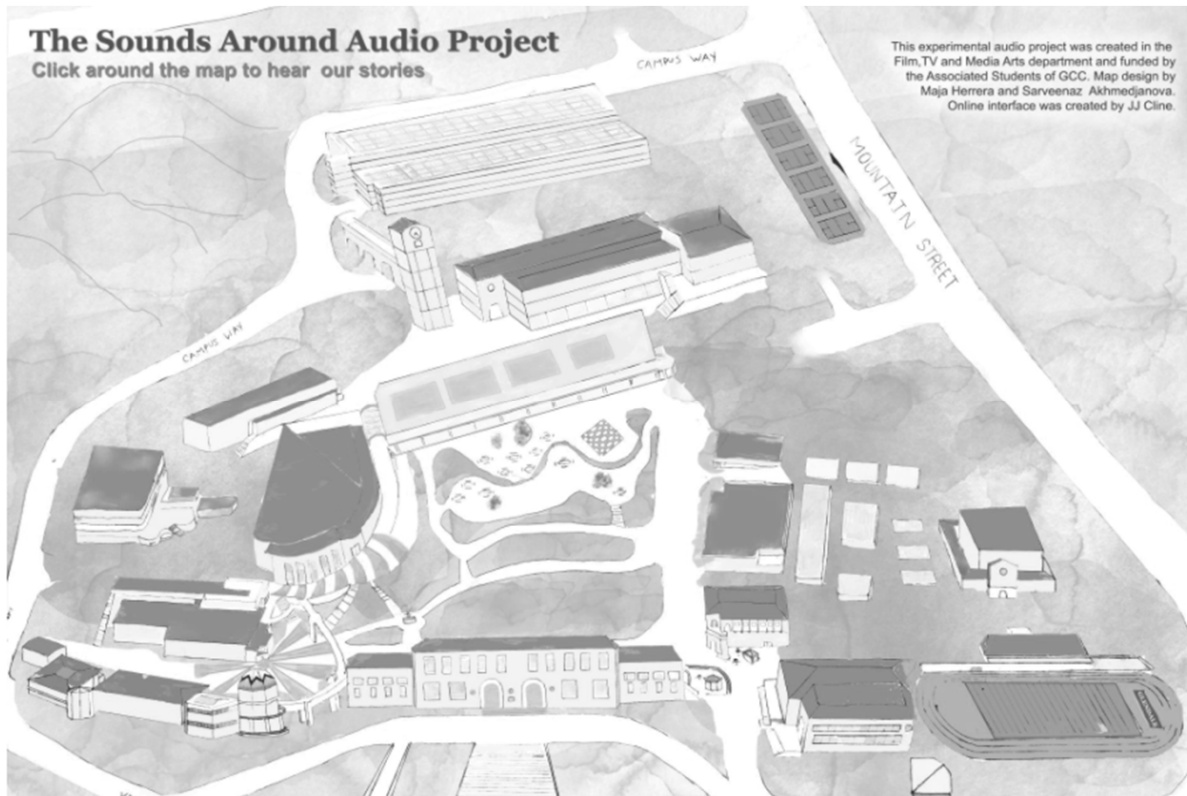 The Sounds Around Audio Project
Click around the map to hear our stories
This experimental audio project was created in the
Film,TV and Media Arts department and funded by
the Associated Students of GCC. Map design by
Maja Herrera and Sarveenaz Akhmedjanova.
Online interface was created by JJ Cline.
CAMPUS WAY
MOUNTAIN STREET
CAMPUS WAY